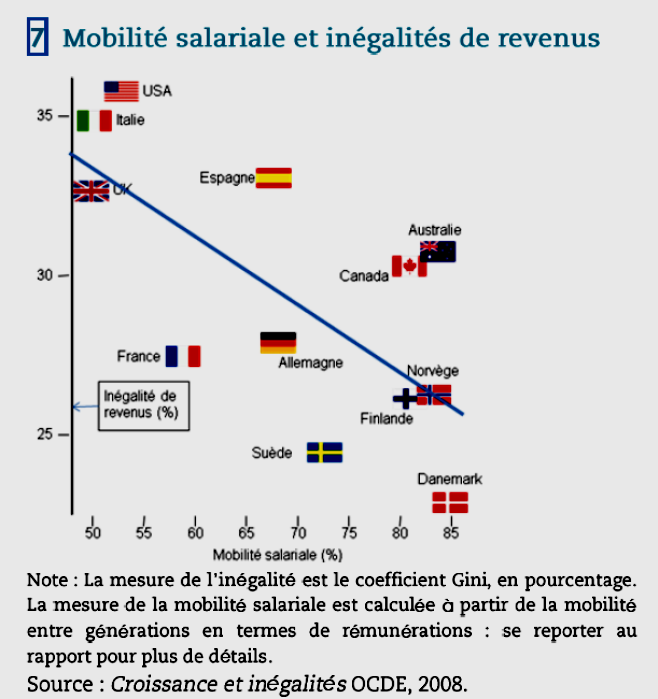 7 Mobilité salariale et inégalités de revenus
USA
35
Italie
Espagne
UK
Australie
30
Canada
France
Allemagne
Norvège
Inégalité de
revenus (%)
Finlande
25
Suède
Danemark
50 55 60 65 70 75 80 85
Mobilité salariale (%)
Note : La mesure de l'inégalité est le coefficient Gini, en pourcentage.
La mesure de la mobilité salariale est calculée à partir de la mobilité
entre générations en termes de rémunérations : se reporter au
rapport pour plus de détails.
Source : Croissance et inégalités OCDE, 2008.